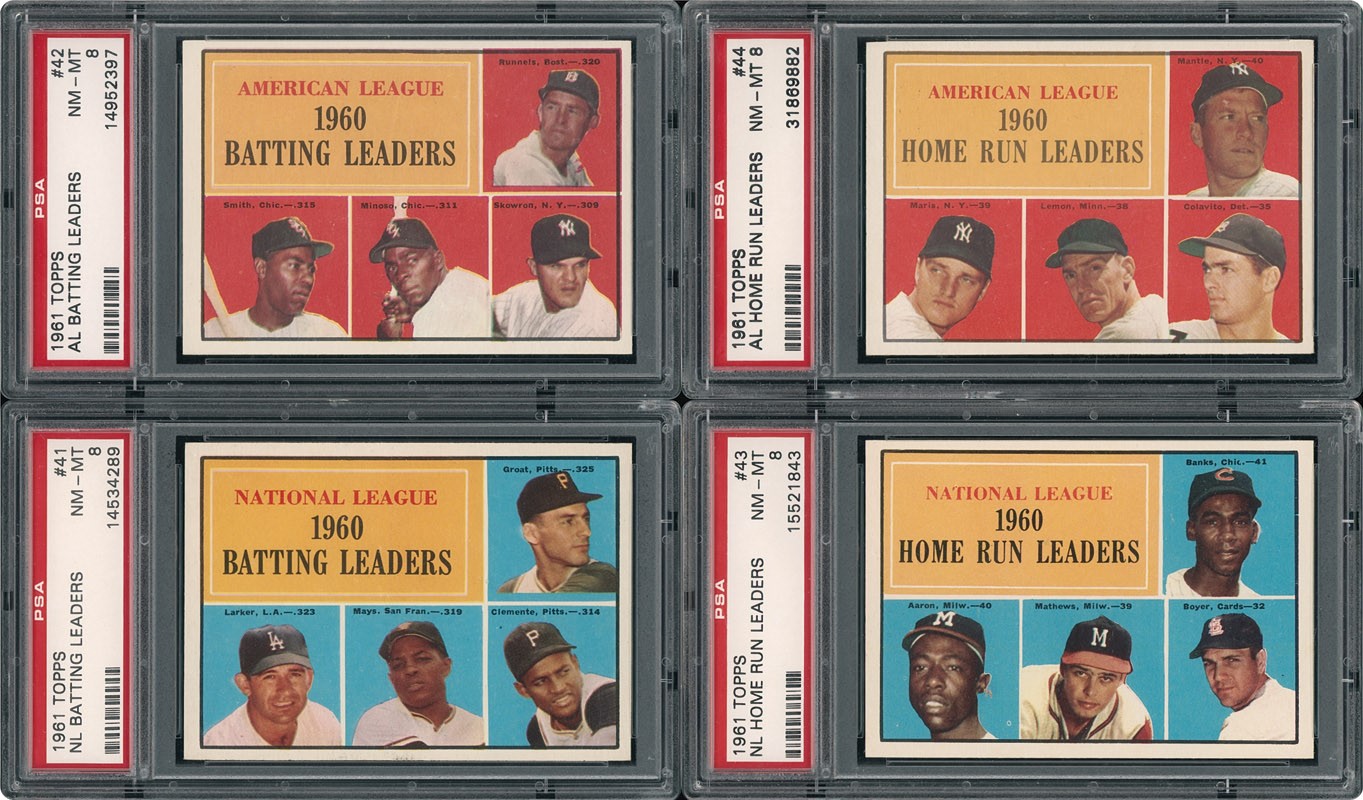 PSA
1961 TOPPS
#42
AL BATTING LEADERS
NM - MT
8
14952397
AMERICAN LEAGUE
1960
BATTING LEADERS
Runnels, Bost.—.320
Smith, Chic.—.315
Minoso, Chic.—.311
Skowron, N. Y.—.309
PSA
1961 TOPPS
#44
AL HOME RUN LEADERS
NM - MT 8
31869882
AMERICAN LEAGUE
1960
HOME RUN LEADERS
Mantle, N. Y.—40
Maris, N. Y.—39
Lemon, Minn.—38
Colavito, Det.—35
PSA
1961 TOPPS
#41
NL BATTING LEADERS
NM - MT
8
14534289
NATIONAL LEAGUE
1960
BATTING LEADERS
Groat, Pitts.—.325
Larker, L.A.—.323
Mays. San Fran.—.319
Clemente, Pitts.—.314
PSA
1961 TOPPS
#43
NL HOME RUN LEADERS
NM - MT
8
15521843
NATIONAL LEAGUE
1960
HOME RUN LEADERS
Banks, Chic.—41
Aaron, Milw.—40
Mathews, Milw.—39
Boyer, Cards—32